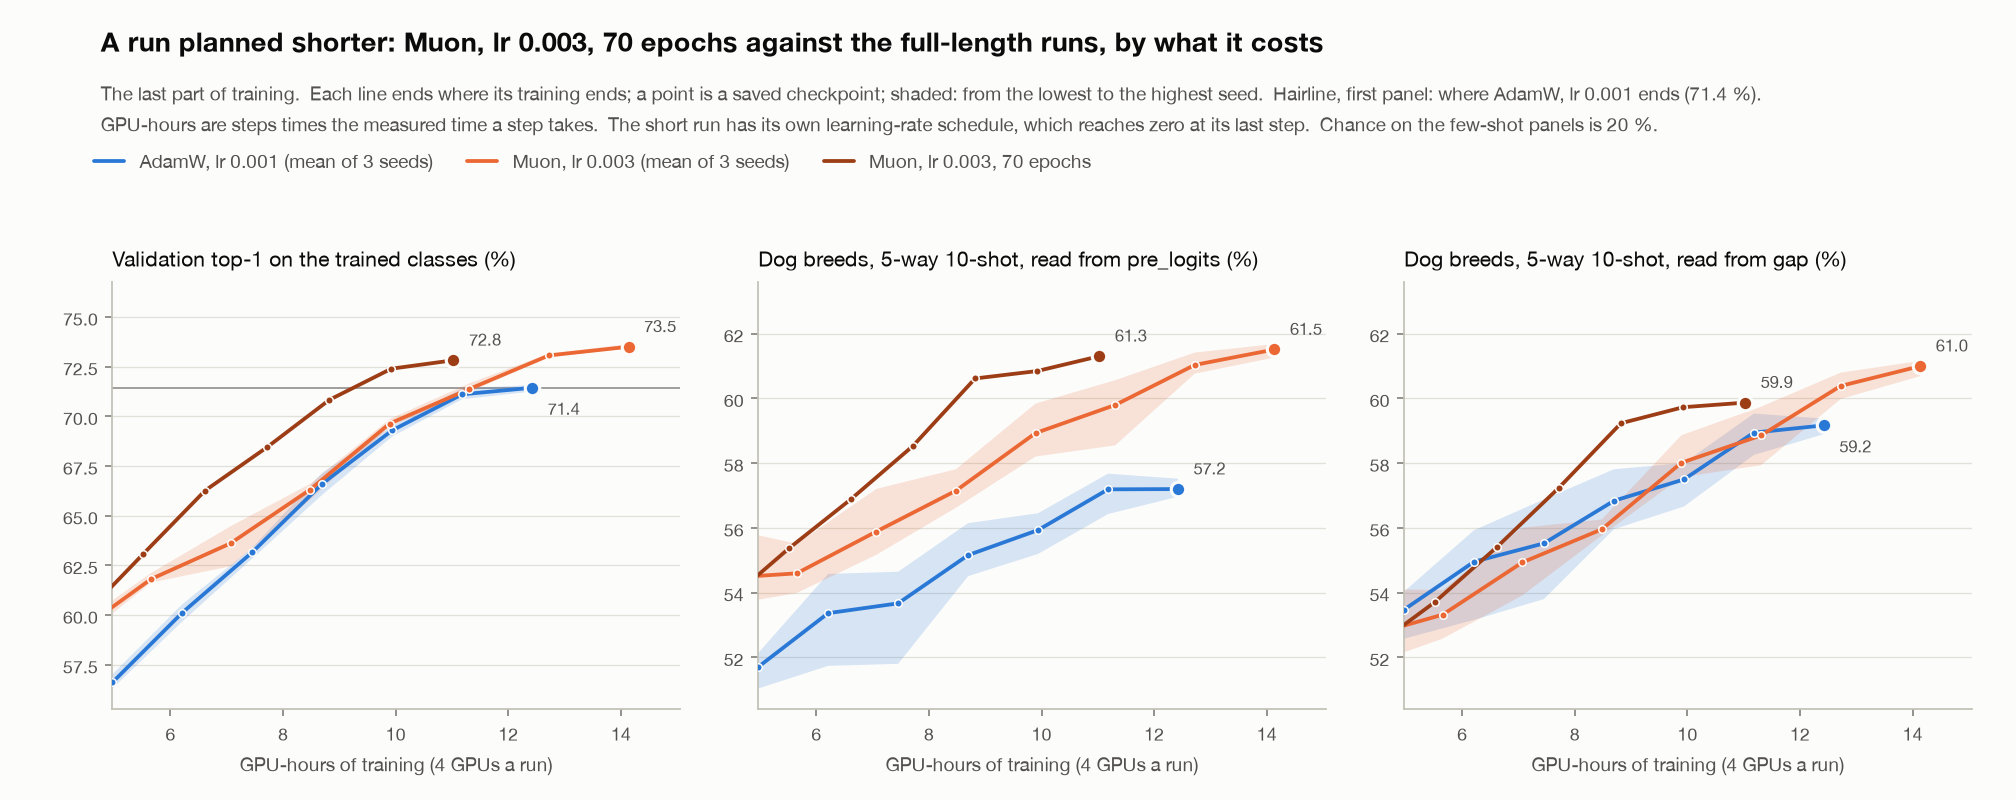 A run planned shorter: Muon, lr 0.003, 70 epochs against the full-length runs, by what it costs
The last part of training.  Each line ends where its training ends; a point is a saved checkpoint; shaded: from the lowest to the highest seed.  Hairline, first panel: where AdamW, lr 0.001 ends (71.4 %).
GPU-hours are steps times the measured time a step takes.  The short run has its own learning-rate schedule, which reaches zero at its last step.  Chance on the few-shot panels is 20 %.
AdamW, lr 0.001 (mean of 3 seeds)
Muon, lr 0.003 (mean of 3 seeds)
Muon, lr 0.003, 70 epochs
Validation top-1 on the trained classes (%)
75.0
72.5
70.0
67.5
65.0
62.5
60.0
57.5
72.8
73.5
71.4
6 8 10 12 14
GPU-hours of training (4 GPUs a run)
Dog breeds, 5-way 10-shot, read from pre_logits (%)
62
60
58
56
54
52
61.3
61.5
57.2
6 8 10 12 14
GPU-hours of training (4 GPUs a run)
Dog breeds, 5-way 10-shot, read from gap (%)
62
60
58
56
54
52
61.0
59.9
59.2
6 8 10 12 14
GPU-hours of training (4 GPUs a run)